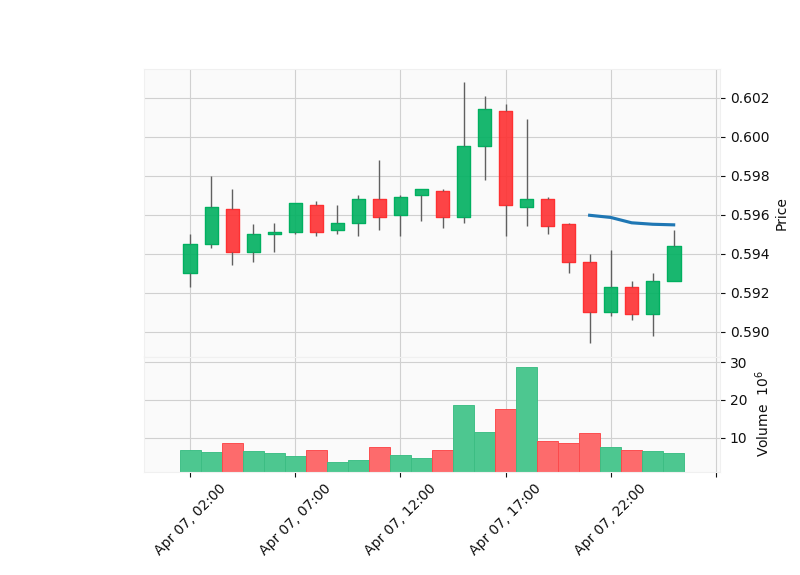 0.602
0.600
0.598
0.596
0.594
0.592
0.590
Price
30
20
10
Volume 10^6
Apr 07, 02:00
Apr 07, 07:00
Apr 07, 12:00
Apr 07, 17:00
Apr 07, 22:00